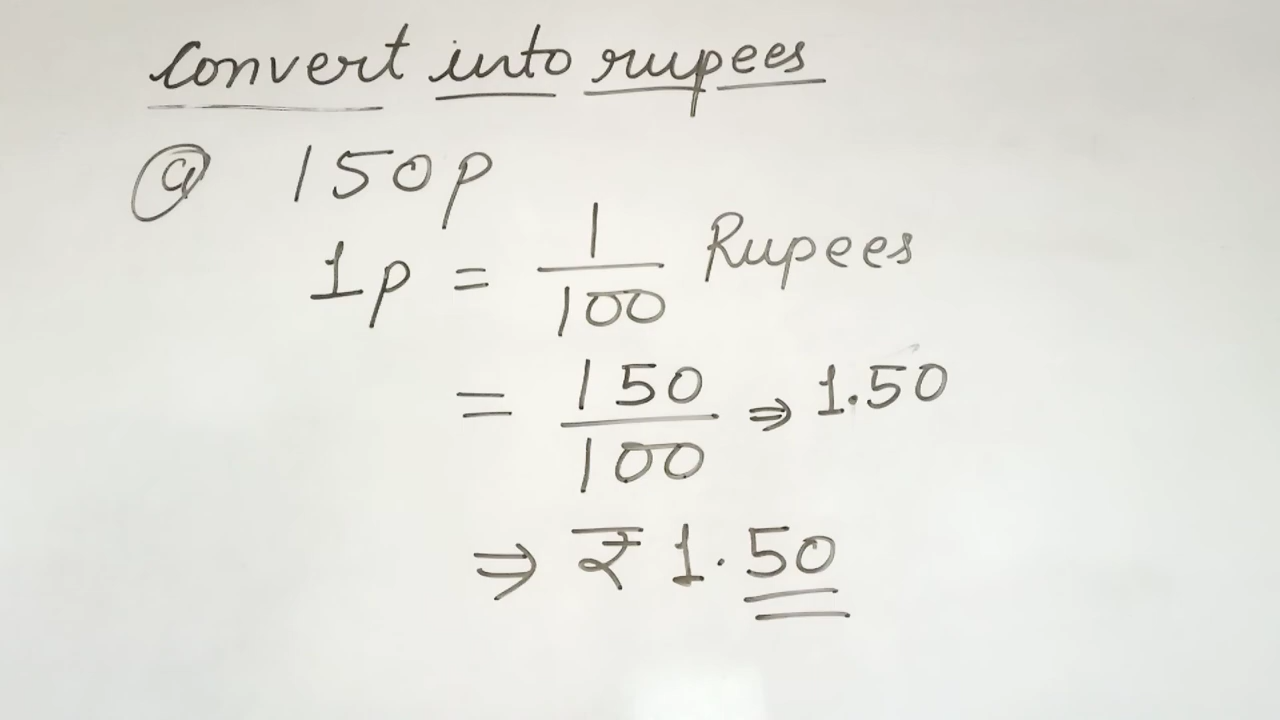 Convert into rupees
(a) 150p
1p = 1/100 Rupees
= 150/100 ⇒ 1.50
⇒ ₹ 1.50